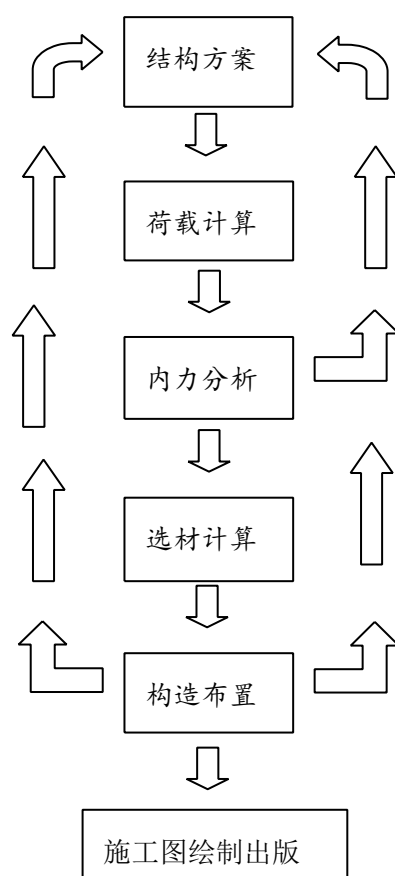 结构方案
荷载计算
内力分析
选材计算
构造布置
施工图绘制出版